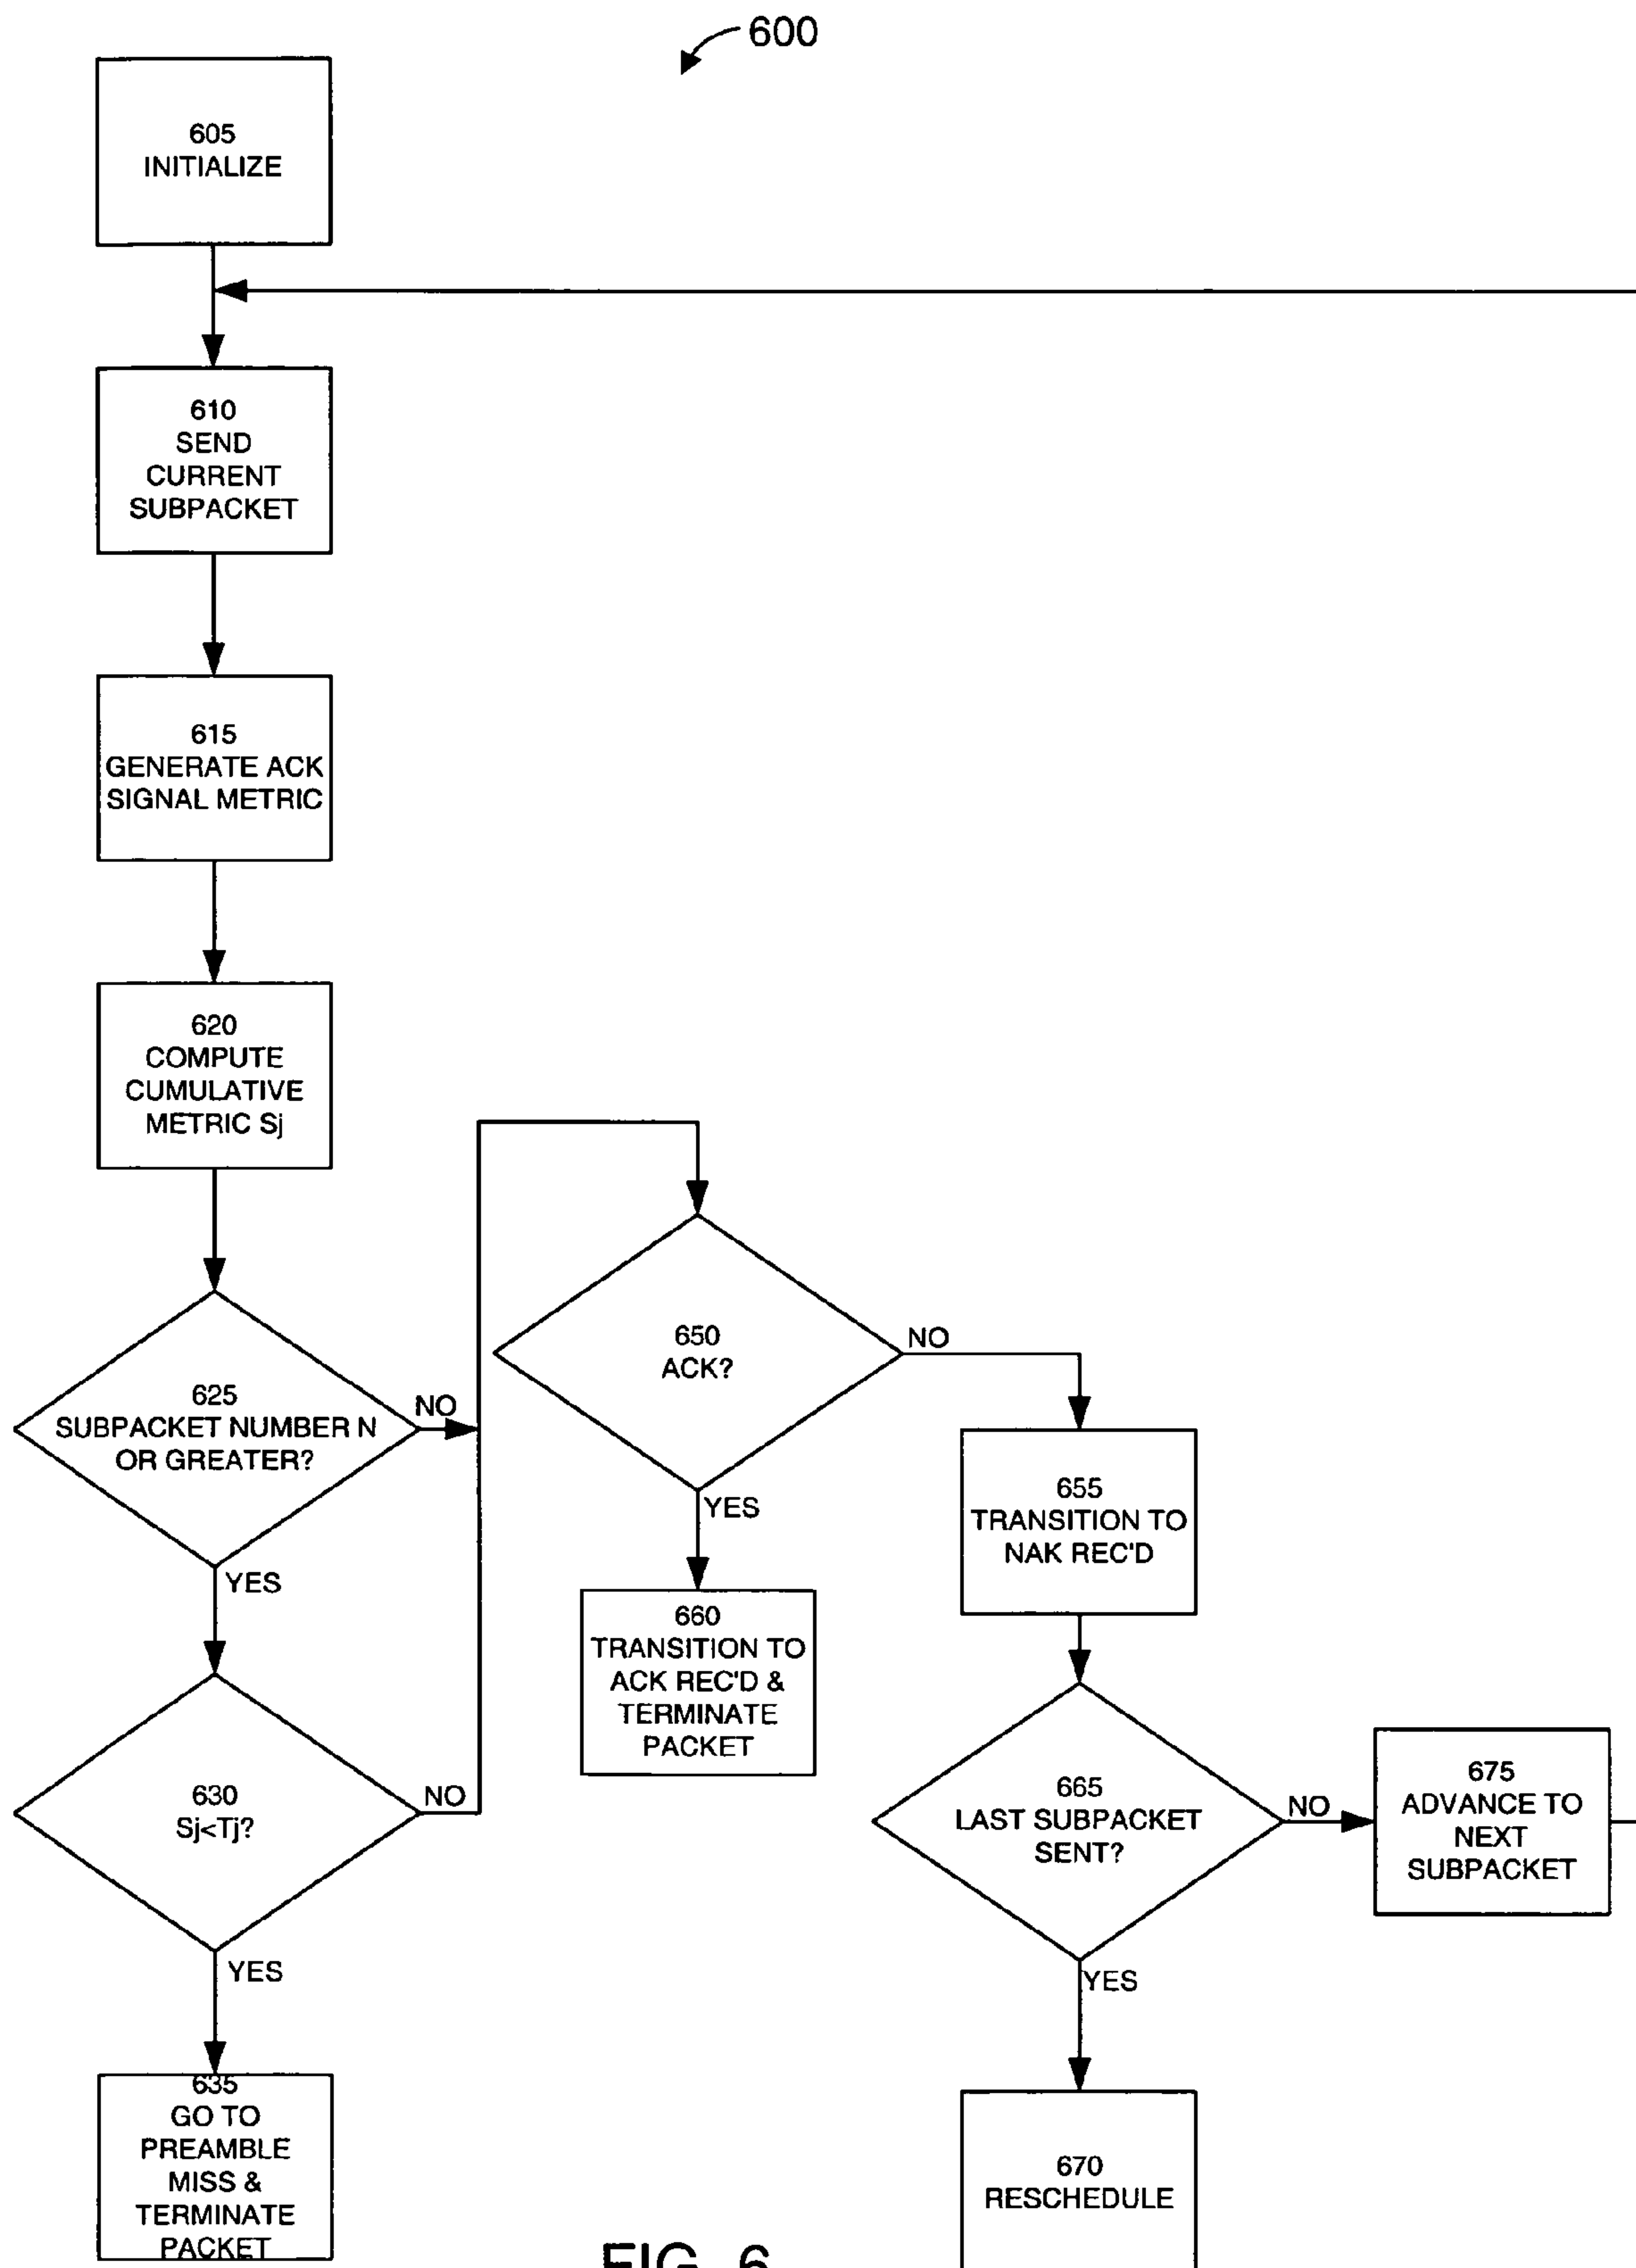 600
605
INITIALIZE
610
SEND
CURRENT
SUBPACKET
615
GENERATE ACK
SIGNAL METRIC
620
COMPUTE
CUMULATIVE
METRIC Sj
625
SUBPACKET NUMBER N
OR GREATER?
NO
YES
630
Sj<Tj?
NO
YES
635
GO TO
PREAMBLE
MISS &
TERMINATE
PACKET
650
ACK?
NO
YES
660
TRANSITION TO
ACK REC'D &
TERMINATE
PACKET
655
TRANSITION TO
NAK REC'D
665
LAST SUBPACKET
SENT?
NO
YES
675
ADVANCE TO
NEXT
SUBPACKET
670
RESCHEDULE
FIG. 6